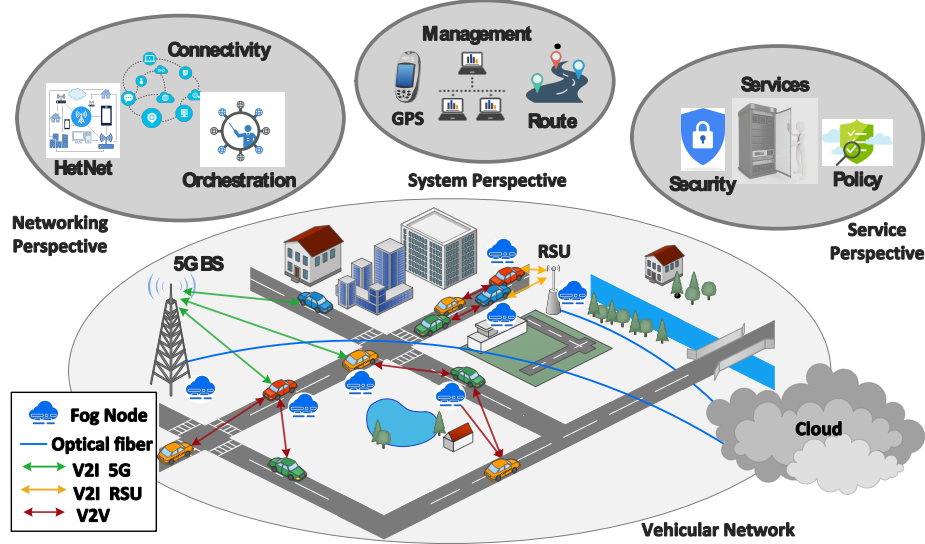 Connectivity
HetNet
Orchestration
Networking
Perspective
Management
GPS
Route
System Perspective
Services
Security
Policy
Service
Perspective
5G BS
RSU
Cloud
Fog Node
Optical fiber
V2I 5G
V2I RSU
V2V
Vehicular Network